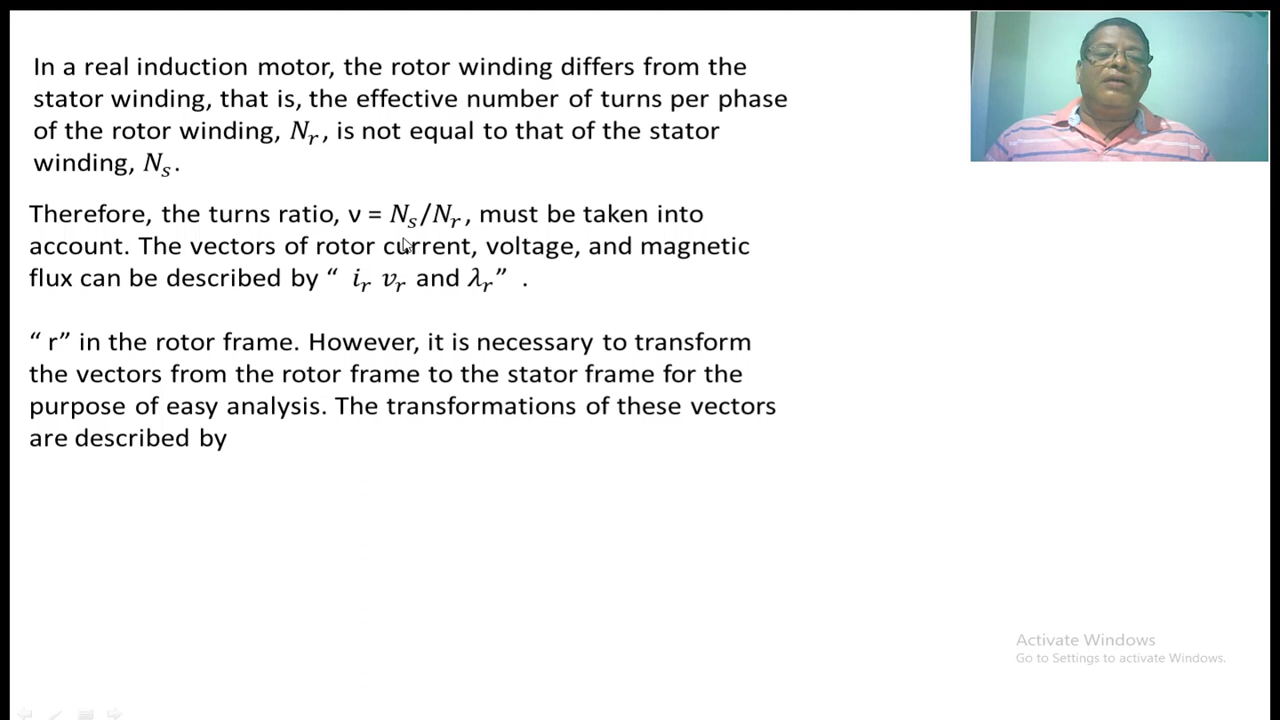 In a real induction motor, the rotor winding differs from the
stator winding, that is, the effective number of turns per phase
of the rotor winding, Nᵣ, is not equal to that of the stator
winding, Nₛ.
Therefore, the turns ratio, ν = Nₛ/Nᵣ, must be taken into
account. The vectors of rotor current, voltage, and magnetic
flux can be described by “ iᵣ vᵣ and λᵣ” .
“ r” in the rotor frame. However, it is necessary to transform
the vectors from the rotor frame to the stator frame for the
purpose of easy analysis. The transformations of these vectors
are described by
Activate Windows
Go to Settings to activate Windows.